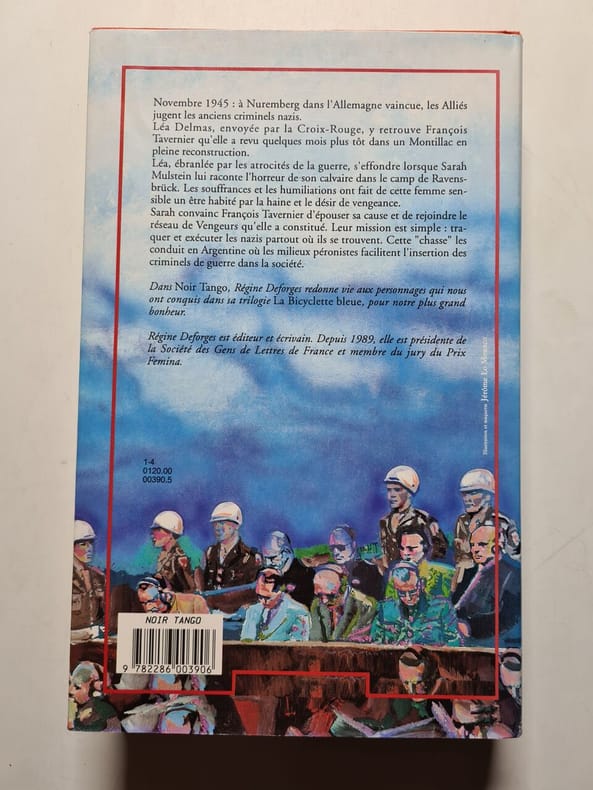 Novembre 1945 : à Nuremberg dans l'Allemagne vaincue, les Alliés
jugent les anciens criminels nazis.
Léa Delmas, envoyée par la Croix-Rouge, y retrouve François
Tavernier qu'elle a revu quelques mois plus tôt dans un Montillac en
pleine reconstruction.
Léa, ébranlée par les atrocités de la guerre, s'effondre lorsque Sarah
Mulstein lui raconte l'horreur de son calvaire dans le camp de Ravens-
brück. Les souffrances et les humiliations ont fait de cette femme sen-
sible un être habité par la haine et le désir de vengeance.
Sarah convainc François Tavernier d'épouser sa cause et de rejoindre le
réseau de Vengeurs qu'elle a constitué. Leur mission est simple : tra-
quer et exécuter les nazis partout où ils se trouvent. Cette "chasse" les
conduit en Argentine où les milieux péronistes facilitent l'insertion des
criminels de guerre dans la société.
Dans Noir Tango, Régine Deforges redonne vie aux personnages qui nous
ont conquis dans sa trilogie La Bicyclette bleue, pour notre plus grand
bonheur.
Régine Deforges est éditeur et écrivain. Depuis 1989, elle est présidente de
la Société des Gens de Lettres de France et membre du jury du Prix
Femina.
Illustration et maquette Jérôme Lo Monaco
1-4
0120.00
00390.5
NOIR TANGO
9 782286 003906